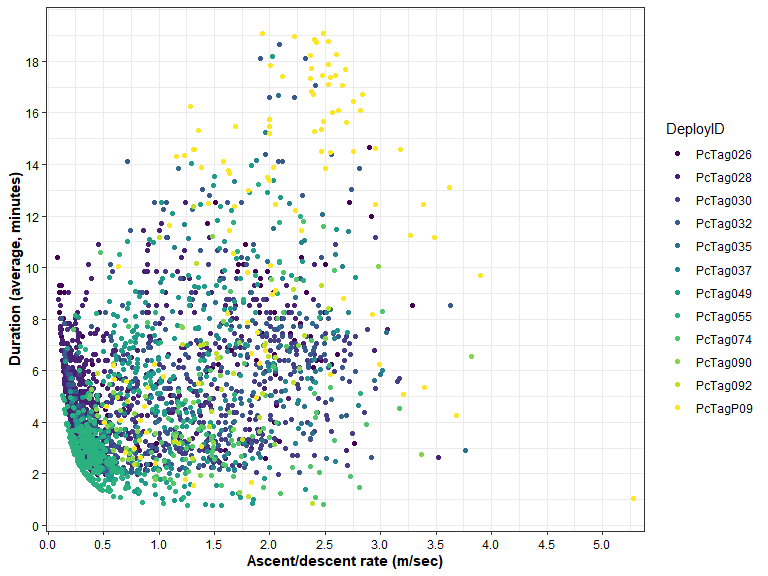 18
16
14
12
10
8
6
4
2
0
Duration (average, minutes)
0.0 0.5 1.0 1.5 2.0 2.5 3.0 3.5 4.0 4.5 5.0
Ascent/descent rate (m/sec)
DeployID
PcTag026
PcTag028
PcTag030
PcTag032
PcTag035
PcTag037
PcTag049
PcTag055
PcTag074
PcTag090
PcTag092
PcTagP09